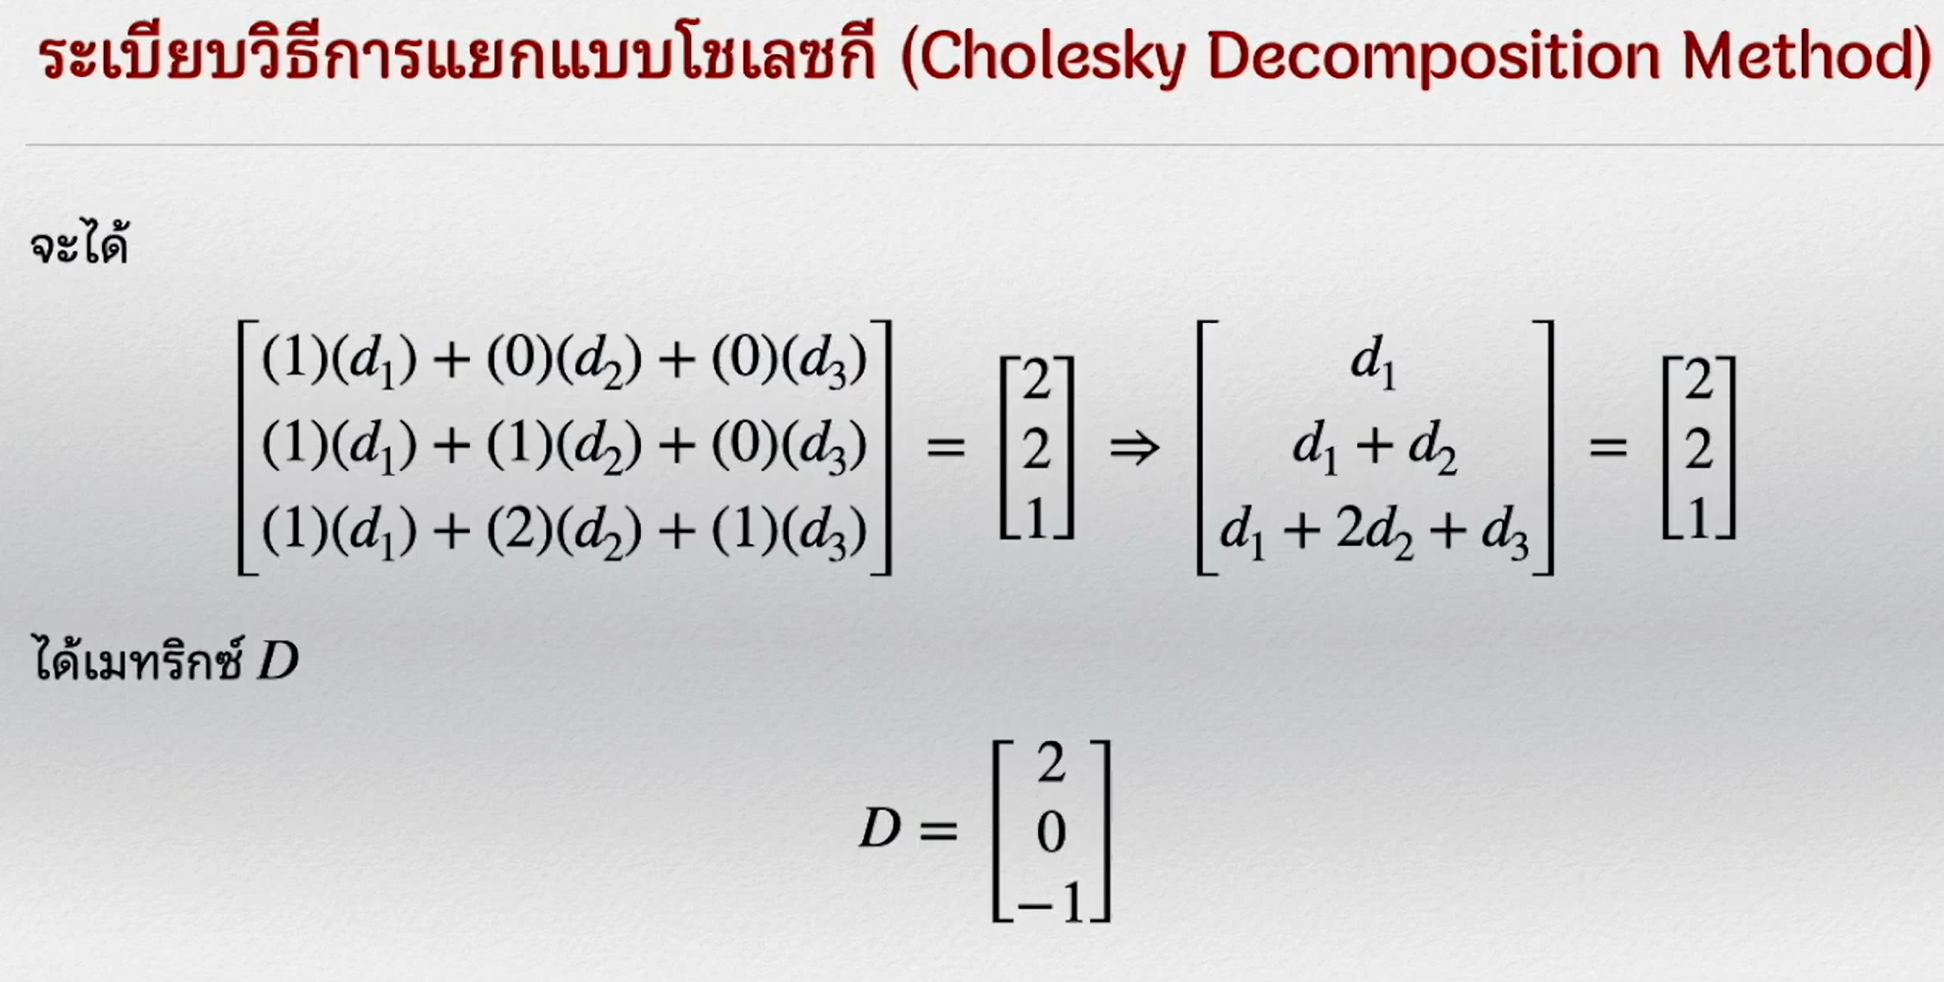 ระเบียบวิธีการแยกแบบโชเลซกี (Cholesky Decomposition Method)
จะได้
[(1)(d₁) + (0)(d₂) + (0)(d₃)] = [2] ⇒ [d₁] = [2]
[(1)(d₁) + (1)(d₂) + (0)(d₃)] = [2] ⇒ [d₁ + d₂] = [2]
[(1)(d₁) + (2)(d₂) + (1)(d₃)] = [1] ⇒ [d₁ + 2d₂ + d₃] = [1]
ได้เมทริกซ์ D
D = [2
0
−1]